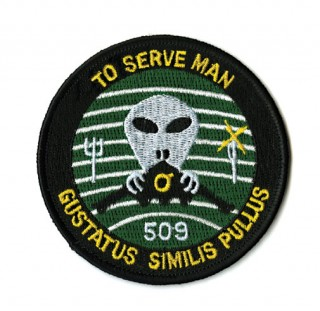 TO SERVE MAN
σ
509
GUSTATUS SIMILIS PULLUS